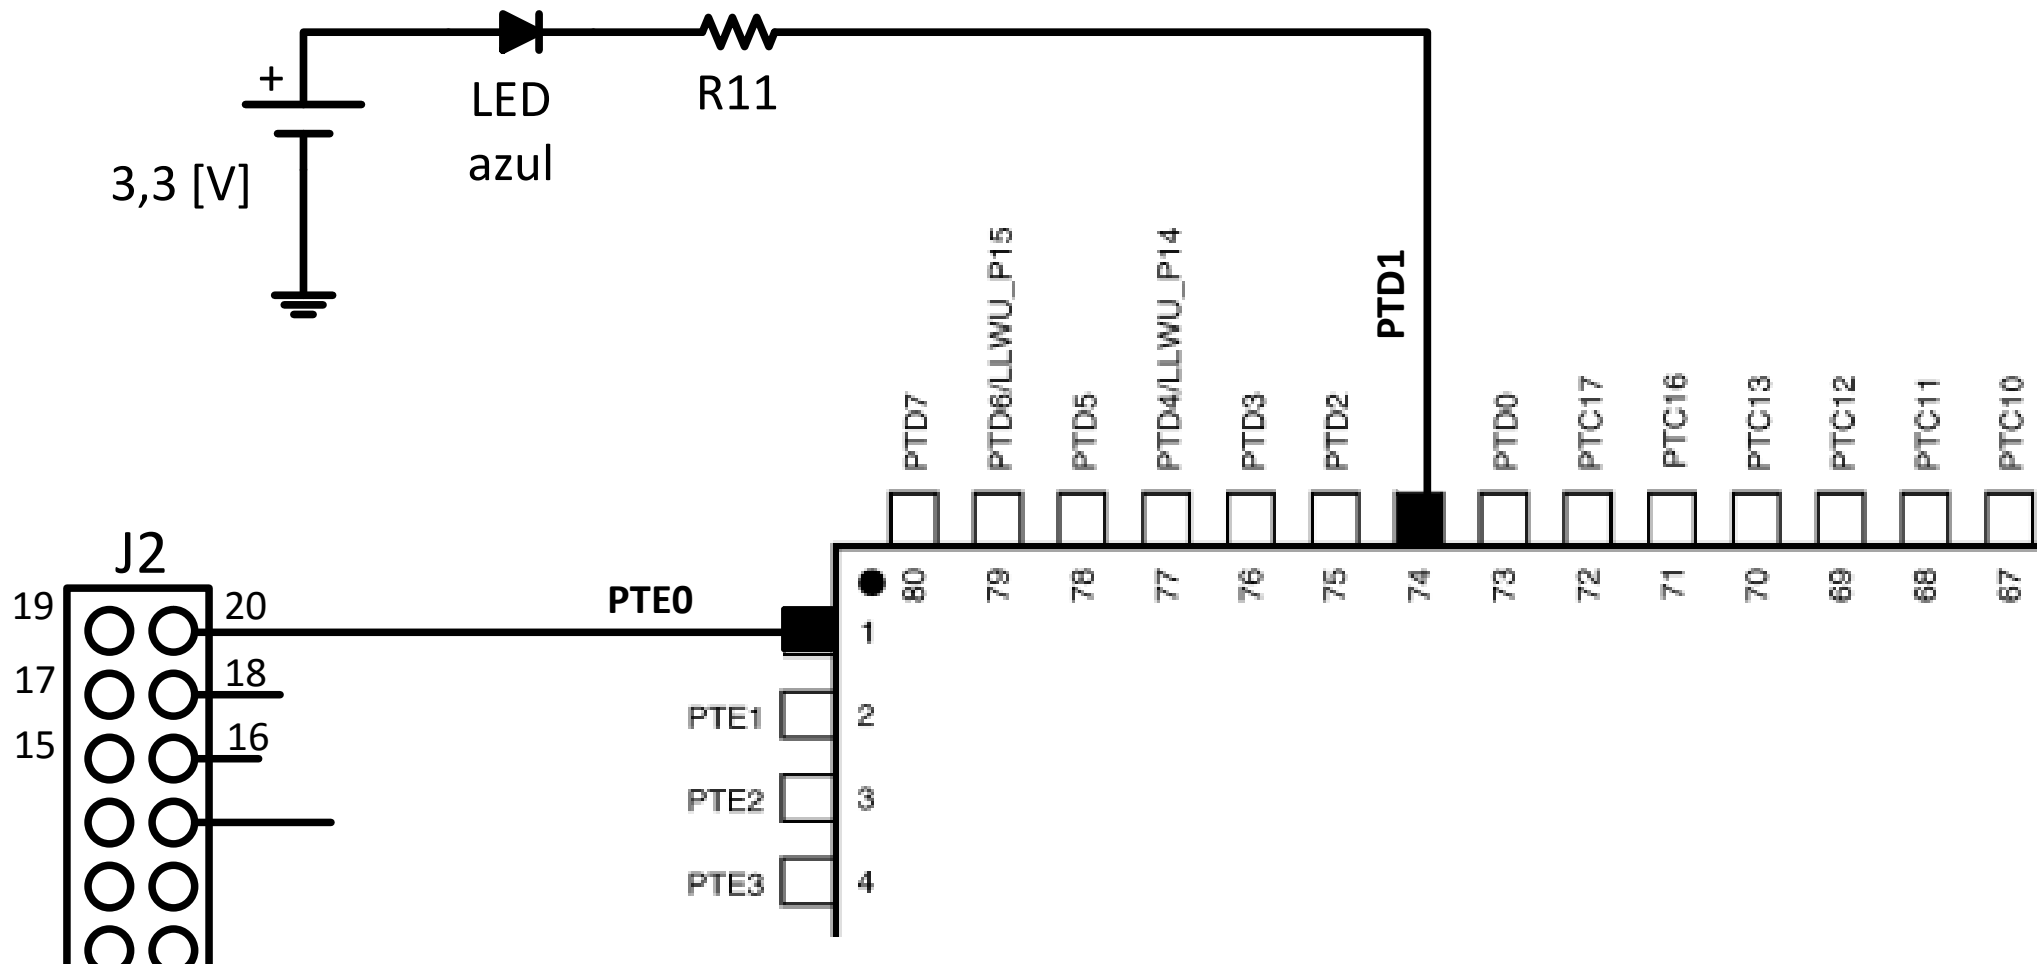 +
LED
azul
R11
3,3 [V]
PTD7
PTD6/LLWU_P15
PTD5
PTD4/LLWU_P14
PTD3
PTD2
PTD1
PTD0
PTC17
PTC16
PTC13
PTC12
PTC11
PTC10
80
79
78
77
76
75
74
73
72
71
70
69
68
67
J2
19
20
PTE0
1
17
18
PTE1
2
15
16
PTE2
3
PTE3
4